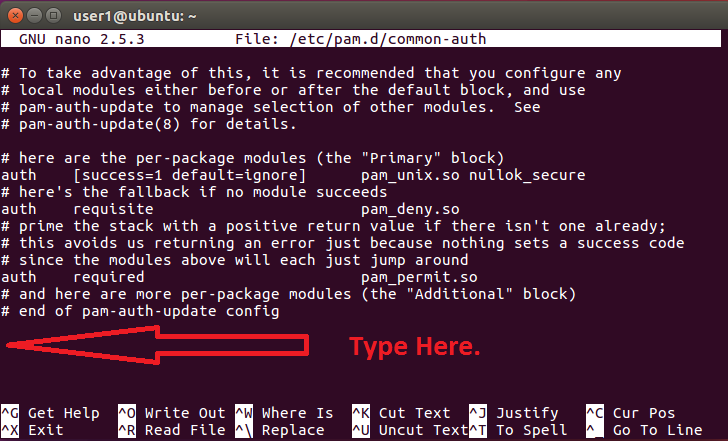 user1@ubuntu: ~
GNU nano 2.5.3 File: /etc/pam.d/common-auth
# To take advantage of this, it is recommended that you configure any
# local modules either before or after the default block, and use
# pam-auth-update to manage selection of other modules.  See
# pam-auth-update(8) for details.
# here are the per-package modules (the "Primary" block)
auth    [success=1 default=ignore]      pam_unix.so nullok_secure
# here's the fallback if no module succeeds
auth    requisite                       pam_deny.so
# prime the stack with a positive return value if there isn't one already;
# this avoids us returning an error just because nothing sets a success code
# since the modules above will each just jump around
auth    required                        pam_permit.so
# and here are more per-package modules (the "Additional" block)
# end of pam-auth-update config
Type Here.
^G Get Help  ^O Write Out ^W Where Is  ^K Cut Text  ^J Justify   ^C Cur Pos
^X Exit      ^R Read File ^\ Replace   ^U Uncut Text^T To Spell  ^  Go To Line